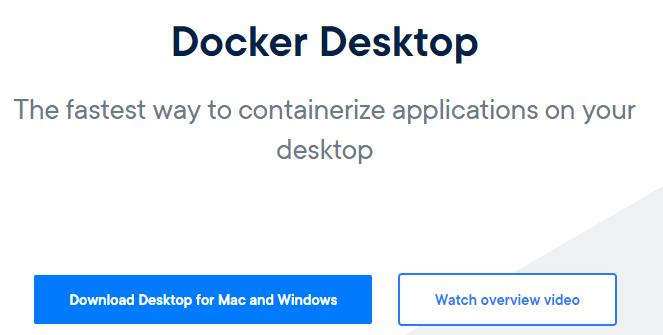 Docker Desktop
The fastest way to containerize applications on your
desktop
Download Desktop for Mac and Windows
Watch overview video